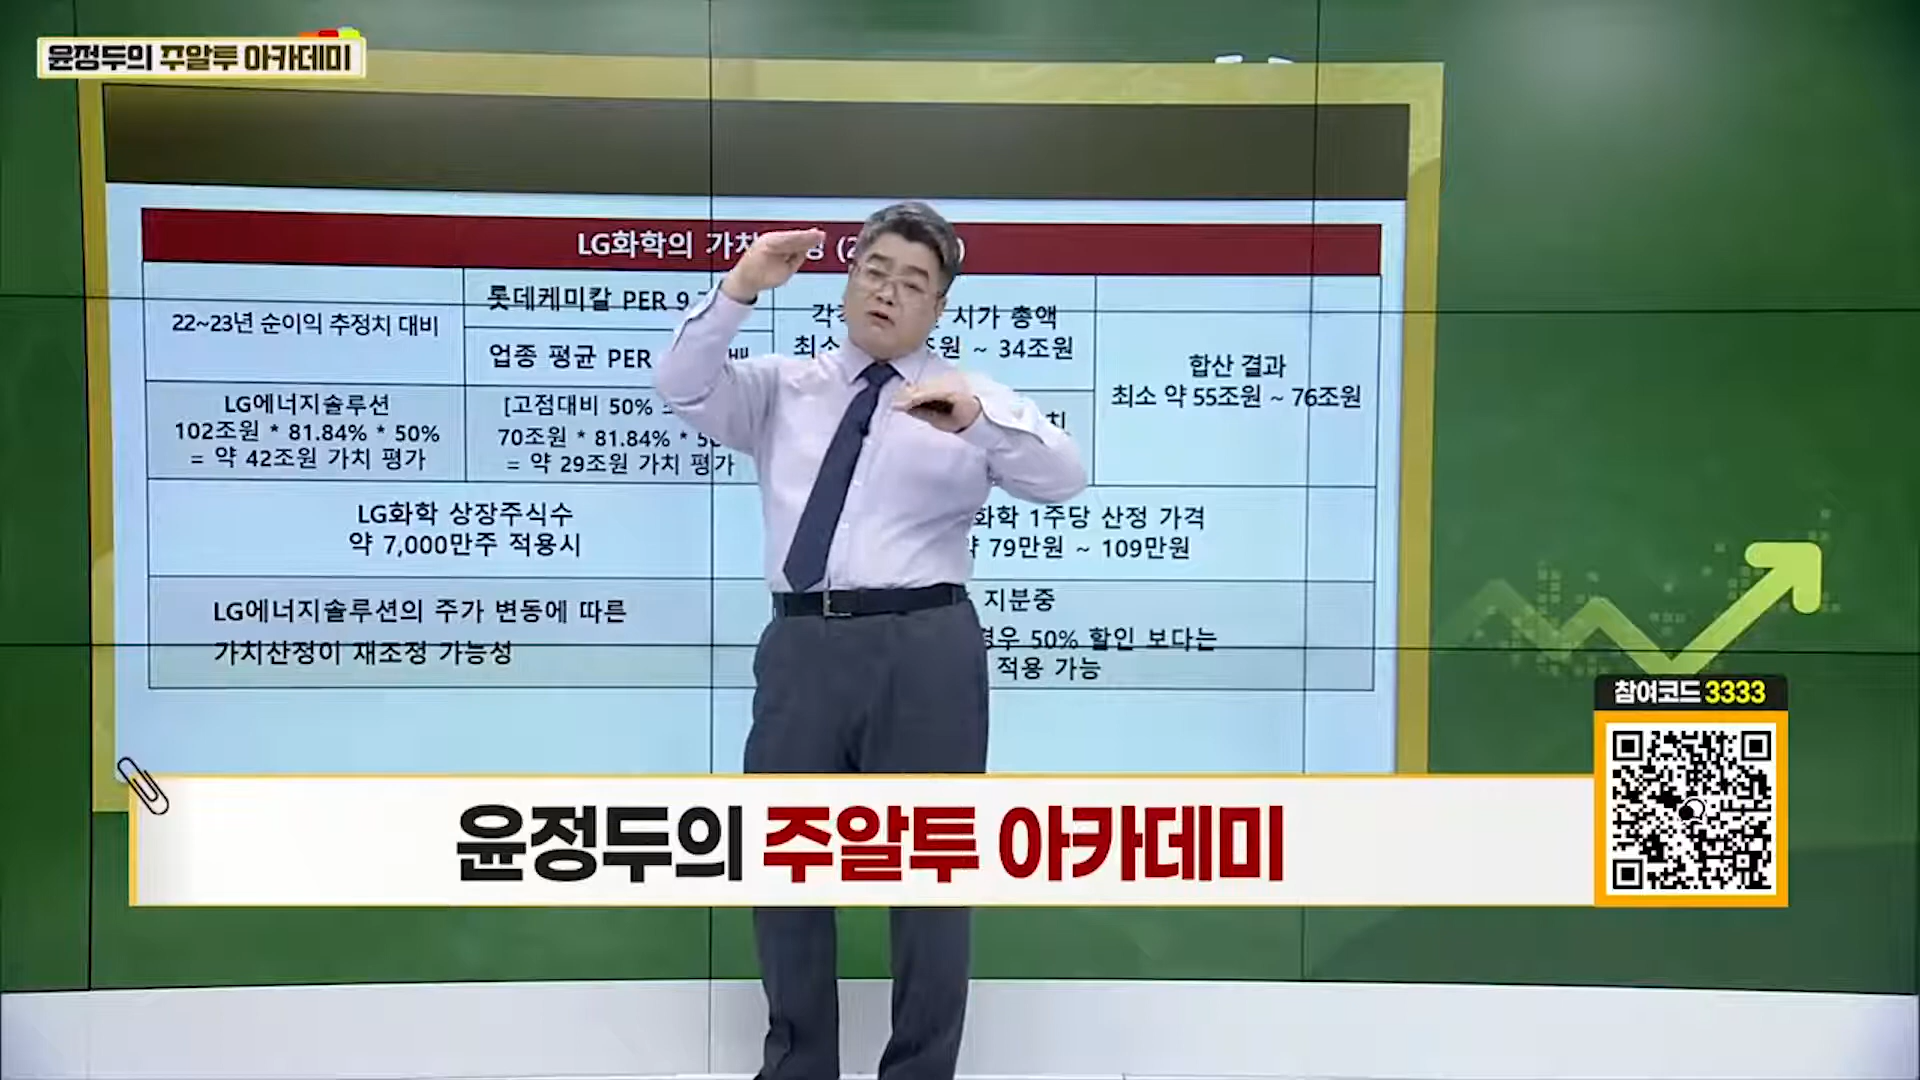 윤정두의 주알투 아카데미
LG화학의
22~23년 순이익 추정치 대비
롯데케미칼 PER
업종 평균 PER
시가 총액
~ 34조원
합산 결과
최소 약 55조원 ~ 76조원
LG에너지솔루션
102조원 * 81.84% * 50%
= 약 42조원 가치 평가
[고점대비 50%
70조원 * 81.84% *
= 약 29조원 가치 평가
LG화학 상장주식수
약 7,000만주 적용시
1주당 산정 가격
79만원 ~ 109만원
LG에너지솔루션의 주가 변동에 따른
가치산정이 재조정 가능성
지분중
50% 할인 보다는
적용 가능
참여코드 3333
윤정두의 주알투 아카데미